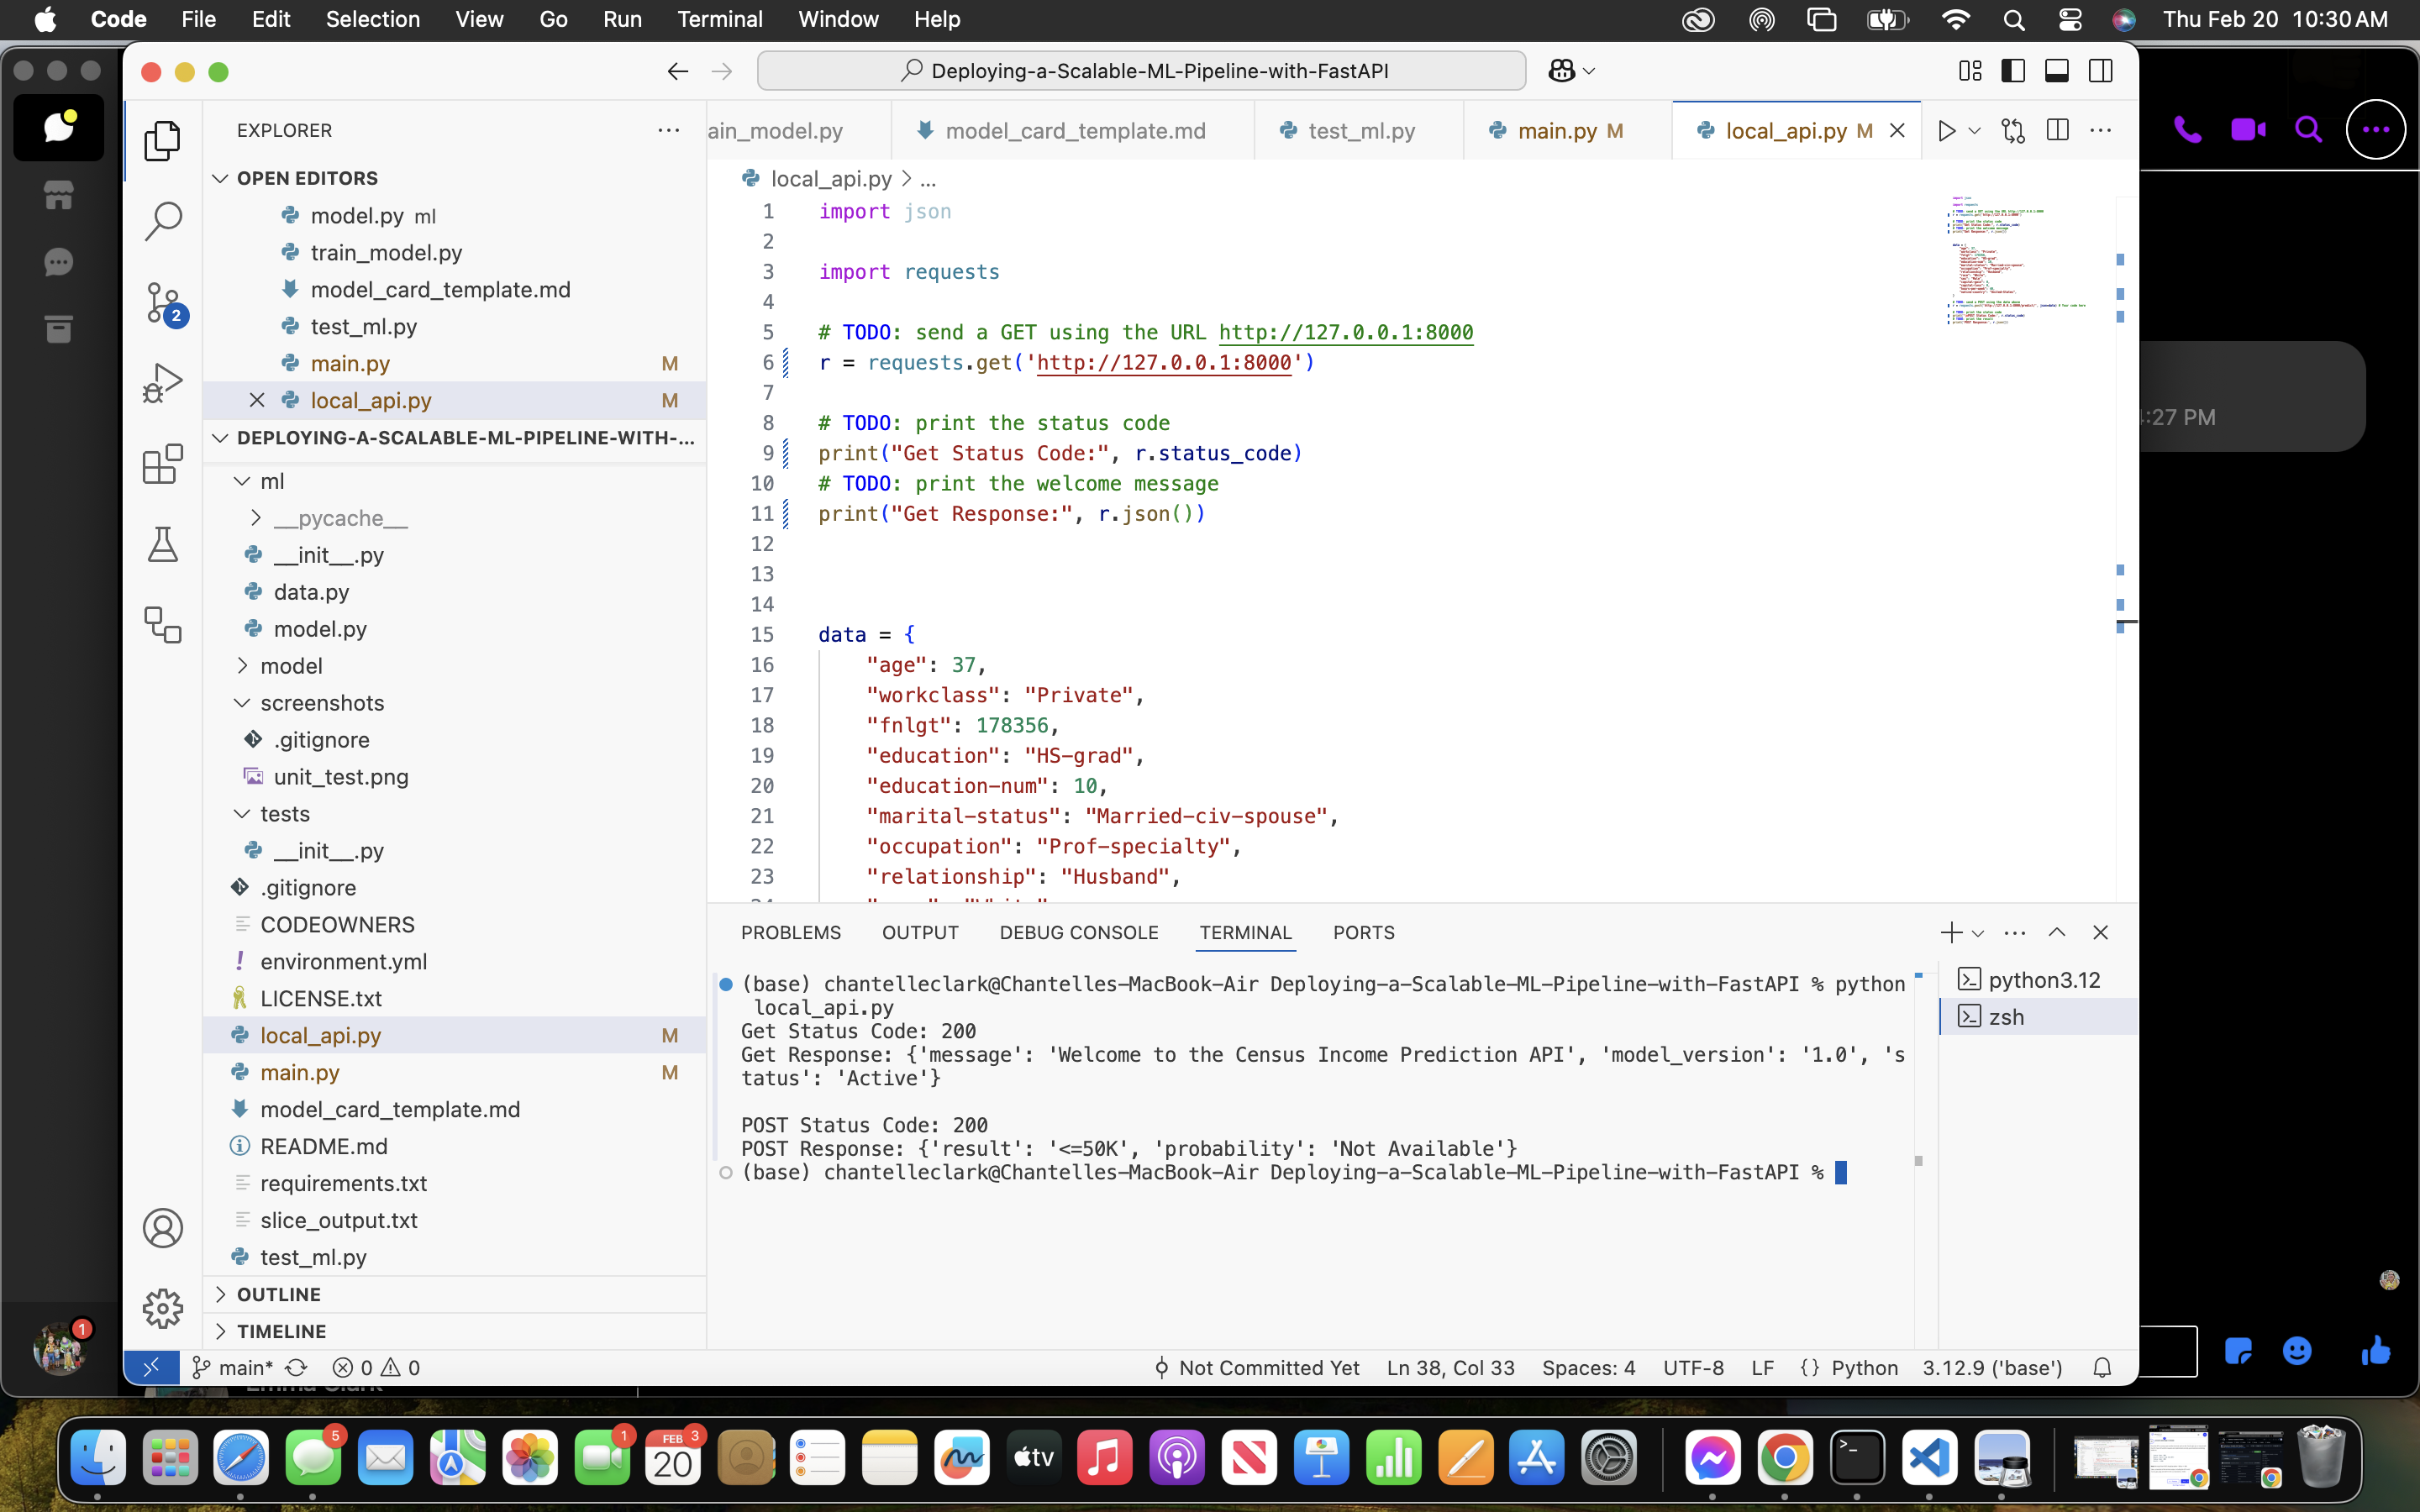 Code File Edit Selection View Go Run Terminal Window Help
Thu Feb 20 10:30 AM
Deploying-a-Scalable-ML-Pipeline-with-FastAPI
EXPLORER
ain_model.py
model_card_template.md
test_ml.py
main.py M
local_api.py M
OPEN EDITORS
model.py ml
train_model.py
model_card_template.md
test_ml.py
main.py M
local_api.py M
DEPLOYING-A-SCALABLE-ML-PIPELINE-WITH-...
ml
__pycache__
__init__.py
data.py
model.py
model
screenshots
.gitignore
unit_test.png
tests
__init__.py
.gitignore
CODEOWNERS
environment.yml
LICENSE.txt
local_api.py M
main.py M
model_card_template.md
README.md
requirements.txt
slice_output.txt
test_ml.py
OUTLINE
TIMELINE
2
local_api.py > ...
1 import json
2
3 import requests
4
5 # TODO: send a GET using the URL http://127.0.0.1:8000
6 r = requests.get('http://127.0.0.1:8000')
7
8 # TODO: print the status code
9 print("Get Status Code:", r.status_code)
10 # TODO: print the welcome message
11 print("Get Response:", r.json())
12
13
14
15 data = {
16 "age": 37,
17 "workclass": "Private",
18 "fnlgt": 178356,
19 "education": "HS-grad",
20 "education-num": 10,
21 "marital-status": "Married-civ-spouse",
22 "occupation": "Prof-specialty",
23 "relationship": "Husband",
:27 PM
PROBLEMS OUTPUT DEBUG CONSOLE TERMINAL PORTS
(base) chantelleclark@Chantelles-MacBook-Air Deploying-a-Scalable-ML-Pipeline-with-FastAPI % python
local_api.py
Get Status Code: 200
Get Response: {'message': 'Welcome to the Census Income Prediction API', 'model_version': '1.0', 's
tatus': 'Active'}
POST Status Code: 200
POST Response: {'result': '<=50K', 'probability': 'Not Available'}
(base) chantelleclark@Chantelles-MacBook-Air Deploying-a-Scalable-ML-Pipeline-with-FastAPI %
python3.12
zsh
1
main* 0 0
Not Committed Yet Ln 38, Col 33 Spaces: 4 UTF-8 LF {} Python 3.12.9 ('base')
5
1
FEB 3
20
tv